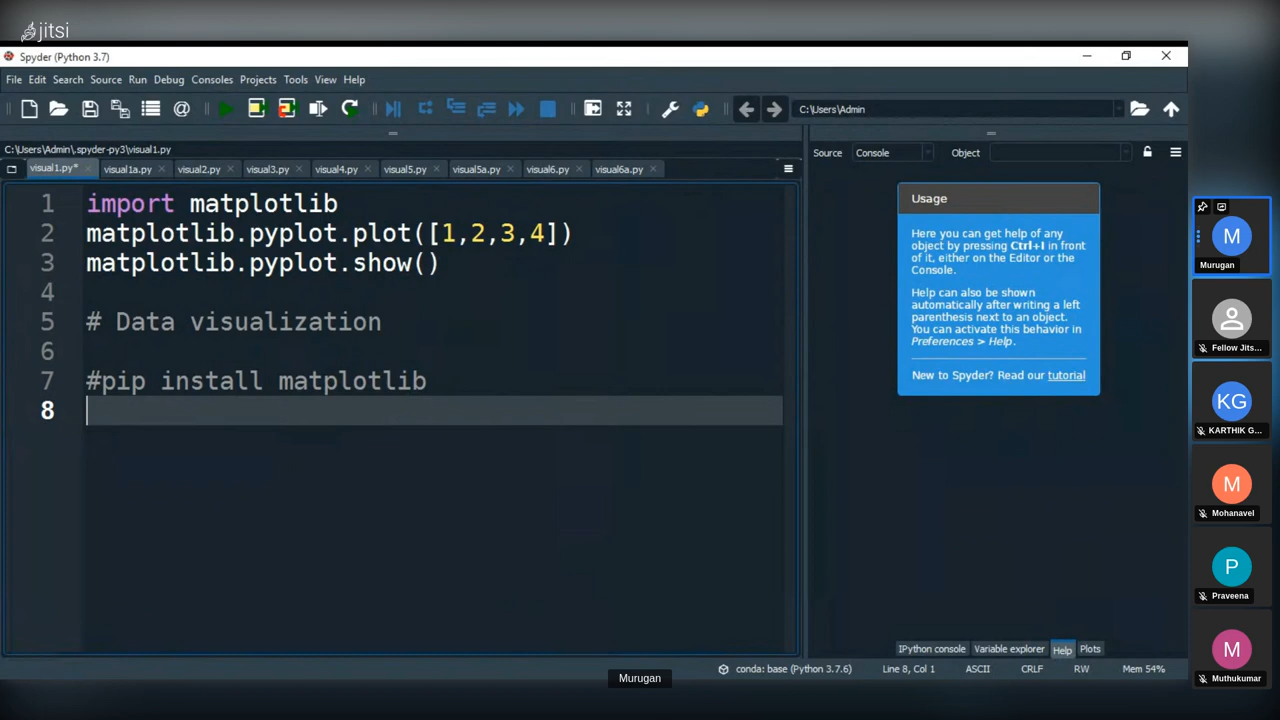 jitsi
Spyder (Python 3.7)
File Edit Search Source Run Debug Consoles Projects Tools View Help
C:\Users\Admin
C:\Users\Admin\.spyder-py3\visual1.py
visual1.py* visual1a.py visual2.py visual3.py visual4.py visual5.py visual5a.py visual6.py visual6a.py
Source Console Object
1 import matplotlib
2 matplotlib.pyplot.plot([1,2,3,4])
3 matplotlib.pyplot.show()
4
5 # Data visualization
6
7 #pip install matplotlib
8
Usage
Here you can get help of any
object by pressing Ctrl+I in front
of it, either on the Editor or the
Console.
Help can also be shown
automatically after writing a left
parenthesis next to an object.
You can activate this behavior in
Preferences > Help.
New to Spyder? Read our tutorial
IPython console Variable explorer Help Plots
conda: base (Python 3.7.6) Line 8, Col 1 ASCII CRLF RW Mem 54%
Murugan
M
Murugan
Fellow Jits...
KG
KARTHIK G...
M
Mohanavel
P
Praveena
M
Muthukumar